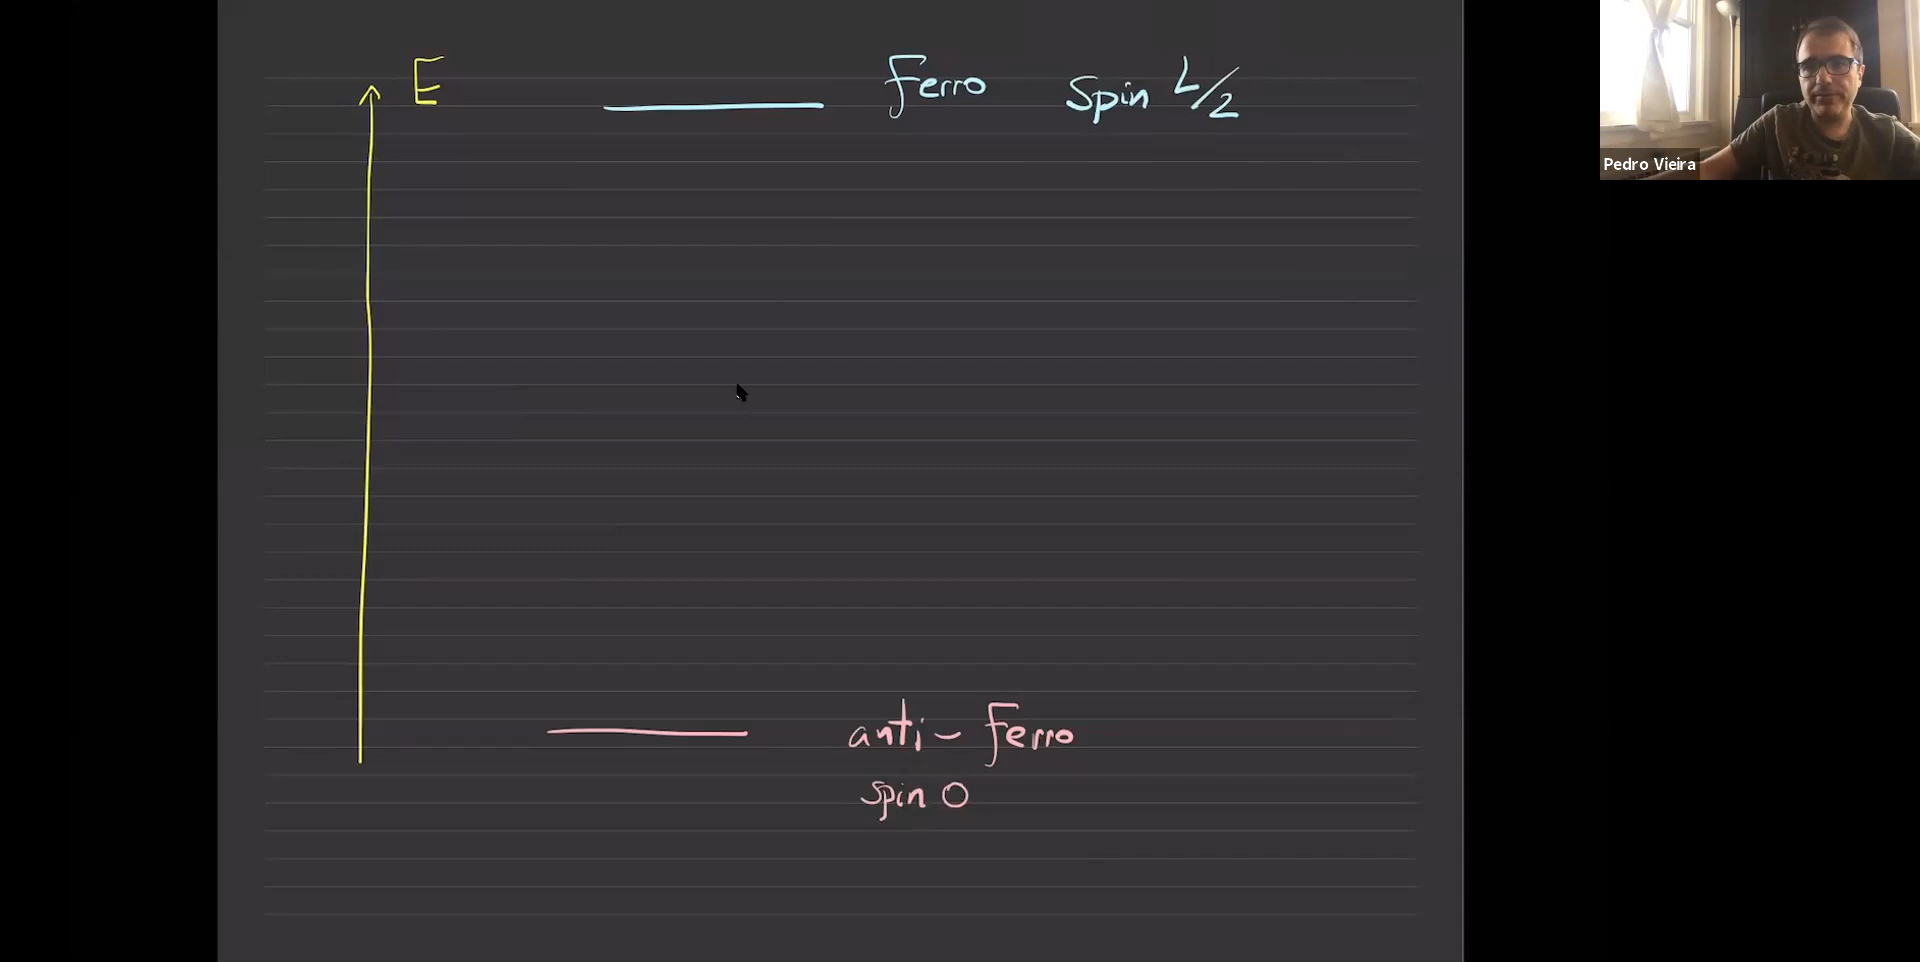 E
Ferro Spin L/2
Pedro Vieira
anti-Ferro
spin 0